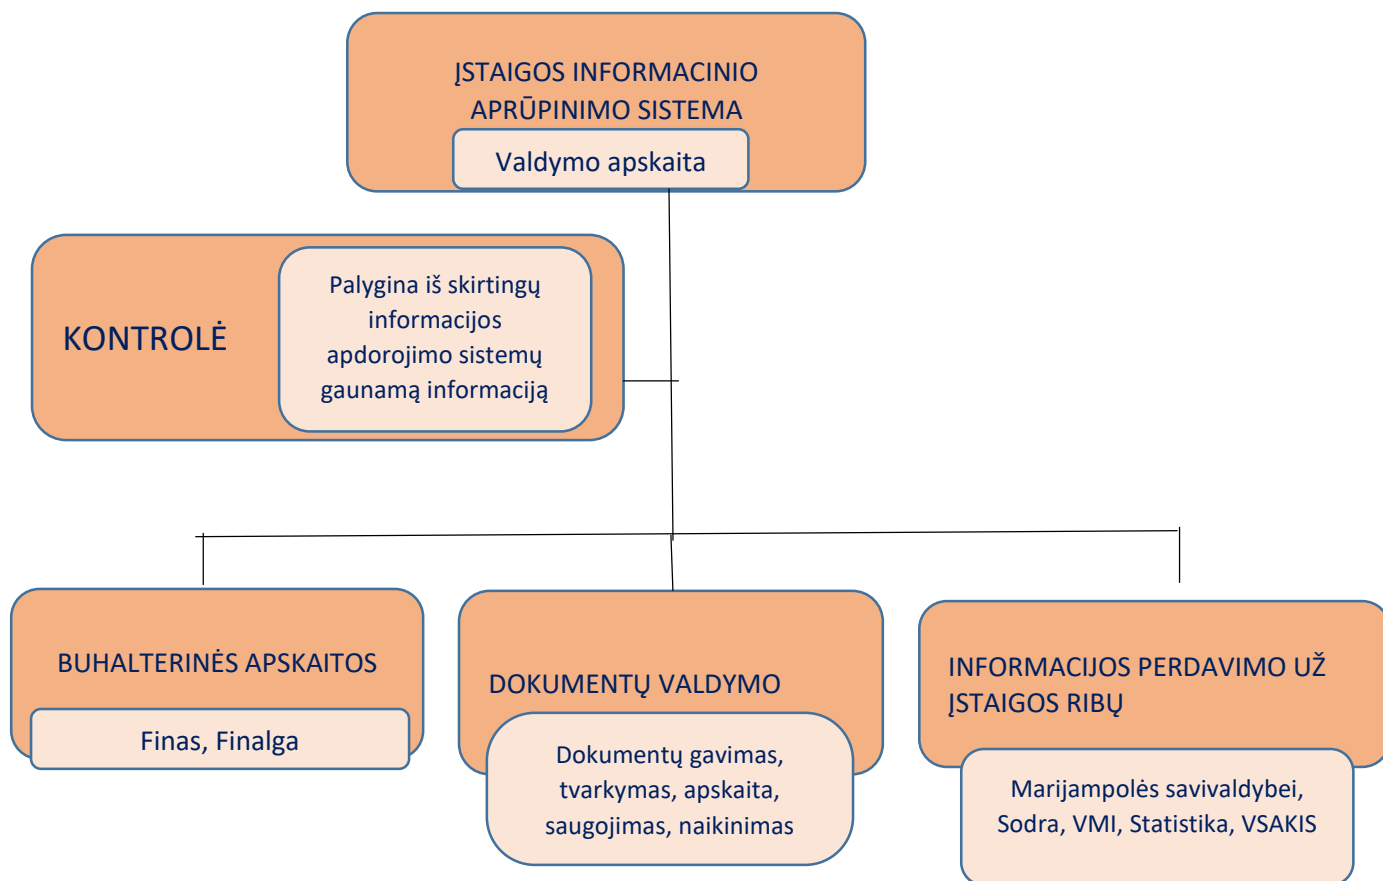 ĮSTAIGOS INFORMACINIO
APRŪPINIMO SISTEMA
Valdymo apskaita
KONTROLĖ
Palygina iš skirtingų
informacijos
apdorojimo sistemų
gaunamą informaciją
BUHALTERINĖS APSKAITOS
Finas, Finalga
DOKUMENTŲ VALDYMO
Dokumentų gavimas,
tvarkymas, apskaita,
saugojimas, naikinimas
INFORMACIJOS PERDAVIMO UŽ
ĮSTAIGOS RIBŲ
Marijampolės savivaldybei,
Sodra, VMI, Statistika, VSAKIS